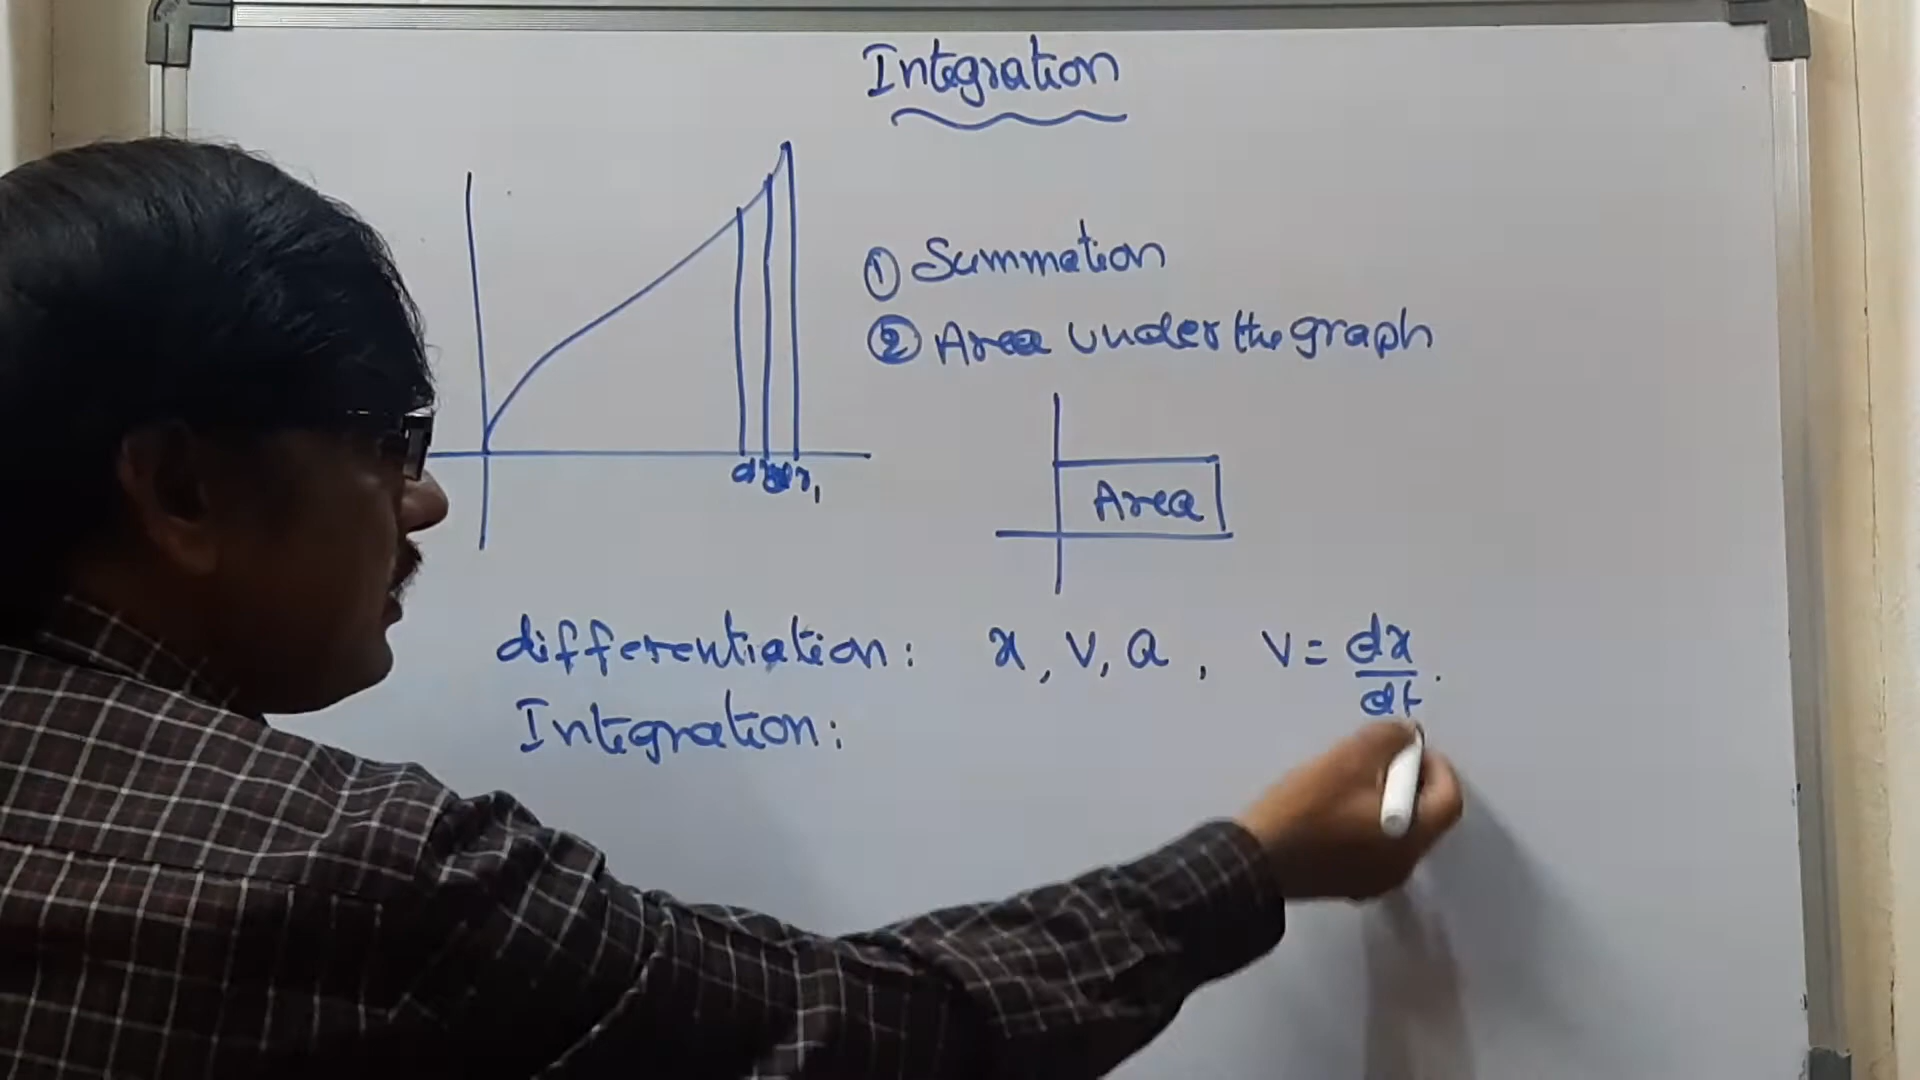 Integration
① Summation
② Area under the graph
Area
differentiation: x, v, a, v = dx/dt.
Integration: